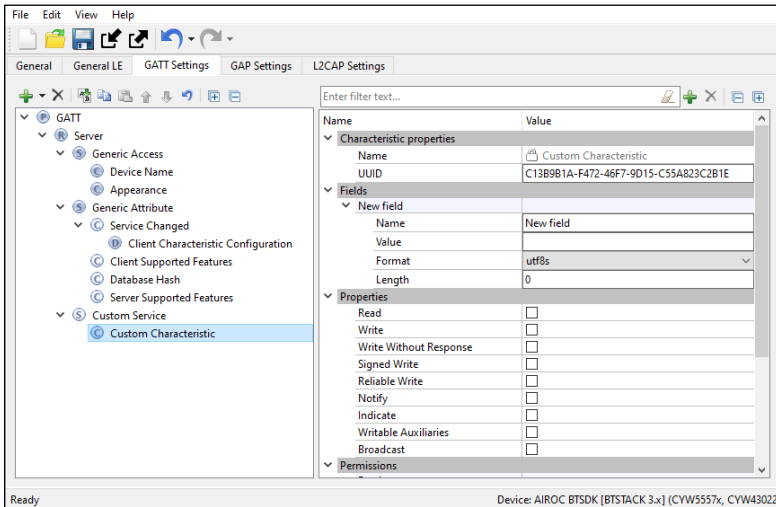 File Edit View Help
General General LE GATT Settings GAP Settings L2CAP Settings
Enter filter text...
P GATT
R Server
S Generic Access
C Device Name
C Appearance
S Generic Attribute
C Service Changed
D Client Characteristic Configuration
C Client Supported Features
C Database Hash
C Server Supported Features
S Custom Service
C Custom Characteristic
Name Value
Characteristic properties
Name Custom Characteristic
UUID C13B9B1A-F472-46F7-9D15-C55A823C2B1E
Fields
New field
Name New field
Value
Format utf8s
Length 0
Properties
Read
Write
Write Without Response
Signed Write
Reliable Write
Notify
Indicate
Writable Auxiliaries
Broadcast
Permissions
Ready Device: AIROC BTSDK [BTSTACK 3.x] (CYW5557x, CYW43022